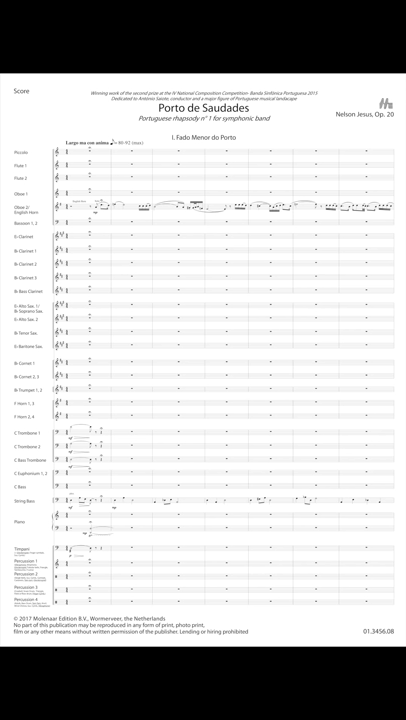 Score
Winning work of the second prize at the IV National Composition Competition- Banda Sinfónica Portuguesa 2015
Dedicated to António Saiote, conductor and a major figure of Portuguese musical landscape
Porto de Saudades
Portuguese rhapsody n° 1 for symphonic band
Nelson Jesus, Op. 20
I. Fado Menor do Porto
Largo ma con anima ♪= 80-92 (max)
Piccolo
Flute 1
Flute 2
Oboe 1
Oboe 2/
English Horn
Bassoon 1, 2
E♭ Clarinet
B♭ Clarinet 1
B♭ Clarinet 2
B♭ Clarinet 3
B♭ Bass Clarinet
E♭ Alto Sax. 1/
B♭ Soprano Sax.
E♭ Alto Sax. 2
B♭ Tenor Sax.
E♭ Baritone Sax.
B♭ Cornet 1
B♭ Cornet 2, 3
B♭ Trumpet 1, 2
F Horn 1, 3
F Horn 2, 4
C Trombone 1
C Trombone 2
C Bass Trombone
C Euphonium 1, 2
C Bass
String Bass
Piano
Timpani
Percussion 1
Percussion 2
Percussion 3
Percussion 4
© 2017 Molenaar Edition B.V., Wormerveer, the Netherlands
No part of this publication may be reproduced in any form of print, photo print,
film or any other means without written permission of the publisher. Lending or hiring prohibited
01.3456.08